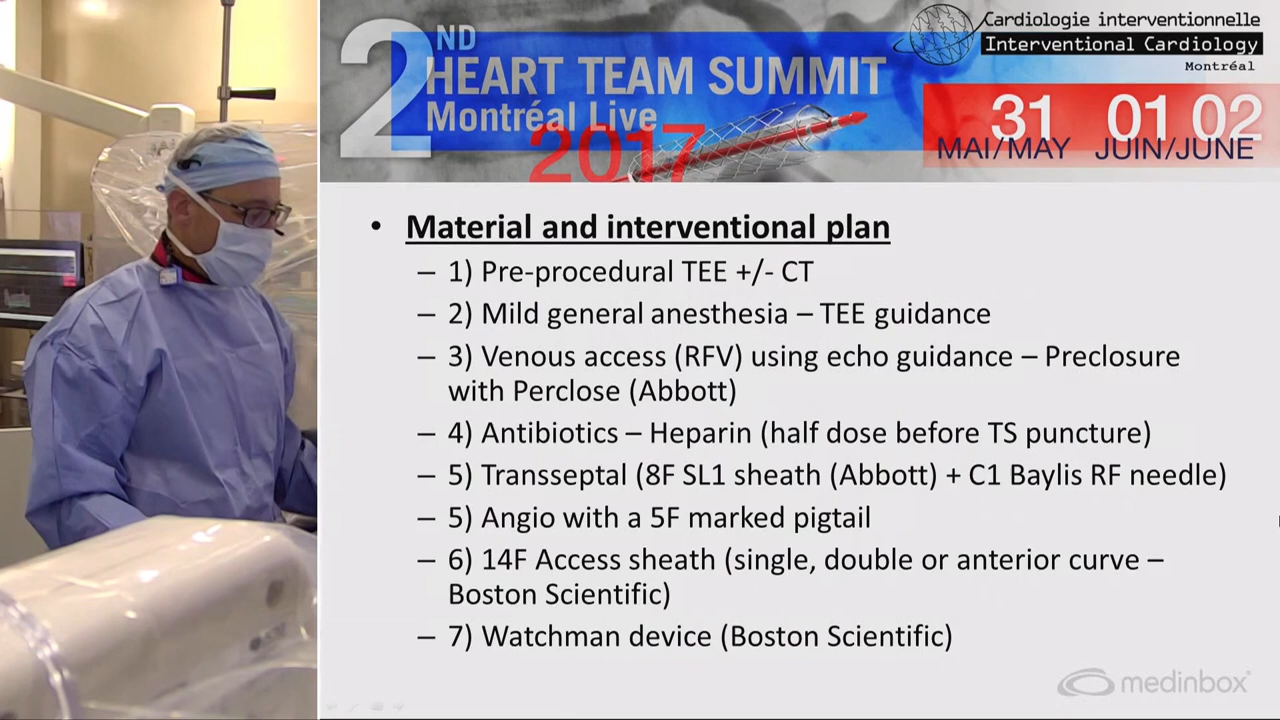 2ND
HEART TEAM SUMMIT
Montréal Live
2017
Cardiologie interventionnelle
Interventional Cardiology
Montréal
31 01 02
MAI/MAY JUIN/JUNE
• Material and interventional plan
– 1) Pre-procedural TEE +/- CT
– 2) Mild general anesthesia – TEE guidance
– 3) Venous access (RFV) using echo guidance – Preclosure
with Perclose (Abbott)
– 4) Antibiotics – Heparin (half dose before TS puncture)
– 5) Transseptal (8F SL1 sheath (Abbott) + C1 Baylis RF needle)
– 5) Angio with a 5F marked pigtail
– 6) 14F Access sheath (single, double or anterior curve –
Boston Scientific)
– 7) Watchman device (Boston Scientific)
medinbox